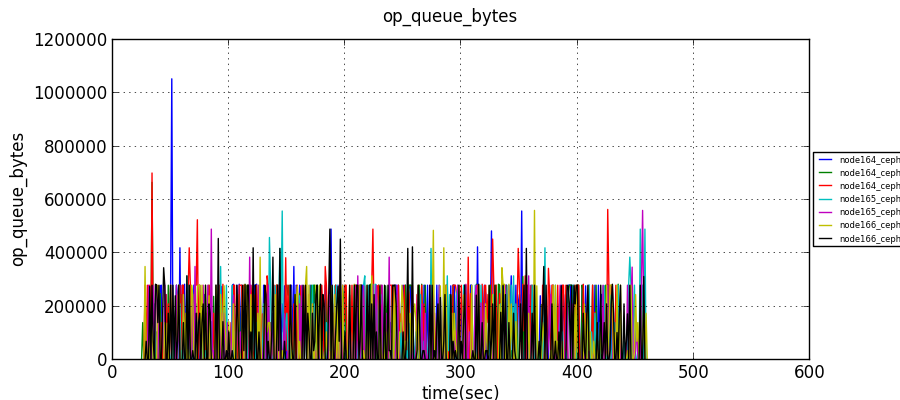 op_queue_bytes
op_queue_bytes
1200000
1000000
800000
600000
400000
200000
0
0 100 200 300 400 500 600
time(sec)
node164_ceph
node164_ceph
node164_ceph
node165_ceph
node165_ceph
node166_ceph
node166_ceph